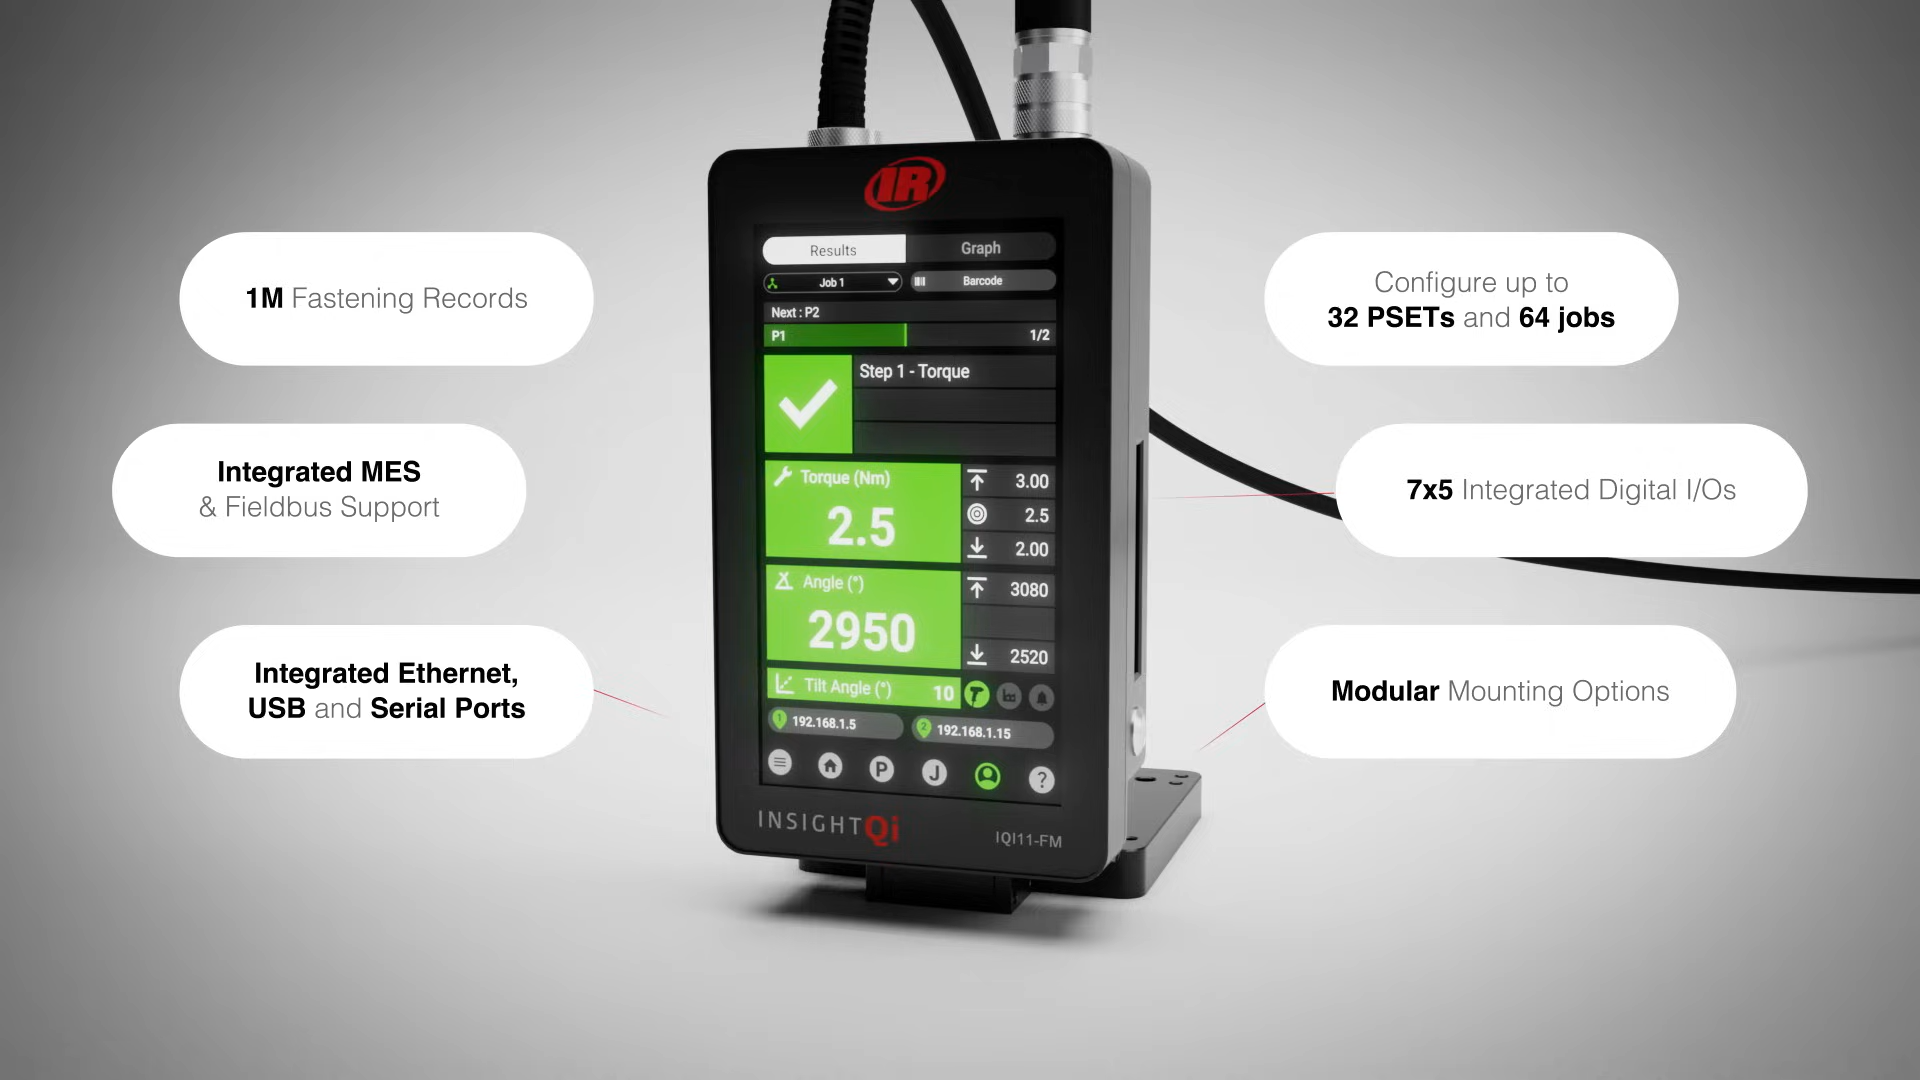 1M Fastening Records
Integrated MES
& Fieldbus Support
Integrated Ethernet,
USB and Serial Ports
IR
Results
Graph
Job 1
Barcode
Next : P2
P1
1/2
Step 1 - Torque
Torque (Nm)
2.5
3.00
2.5
2.00
Angle (°)
2950
3080
2520
Tilt Angle (°)
10
1
192.168.1.5
2
192.168.1.15
P
J
?
INSIGHTQi
IQI11-FM
Configure up to
32 PSETs and 64 jobs
7x5 Integrated Digital I/Os
Modular Mounting Options